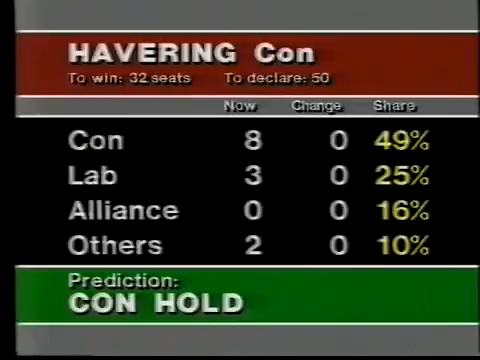 HAVERING Con
To win: 32 seats To declare: 50
Now Change Share
Con 8 0 49%
Lab 3 0 25%
Alliance 0 0 16%
Others 2 0 10%
Prediction:
CON HOLD